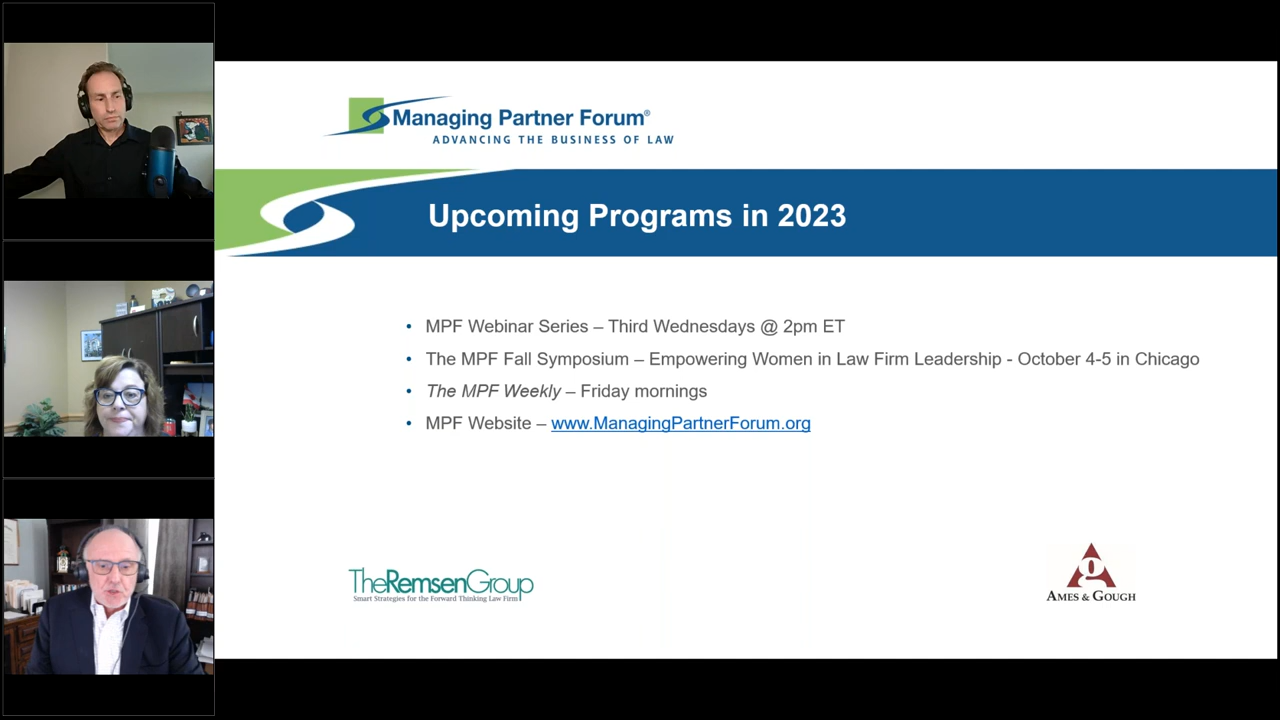 Managing Partner Forum®
ADVANCING THE BUSINESS OF LAW
Upcoming Programs in 2023
• MPF Webinar Series – Third Wednesdays @ 2pm ET
• The MPF Fall Symposium – Empowering Women in Law Firm Leadership - October 4-5 in Chicago
• The MPF Weekly – Friday mornings
• MPF Website – www.ManagingPartnerForum.org
TheRemsenGroup
Smart Strategies for the Forward Thinking Law Firm
g
AMES & GOUGH